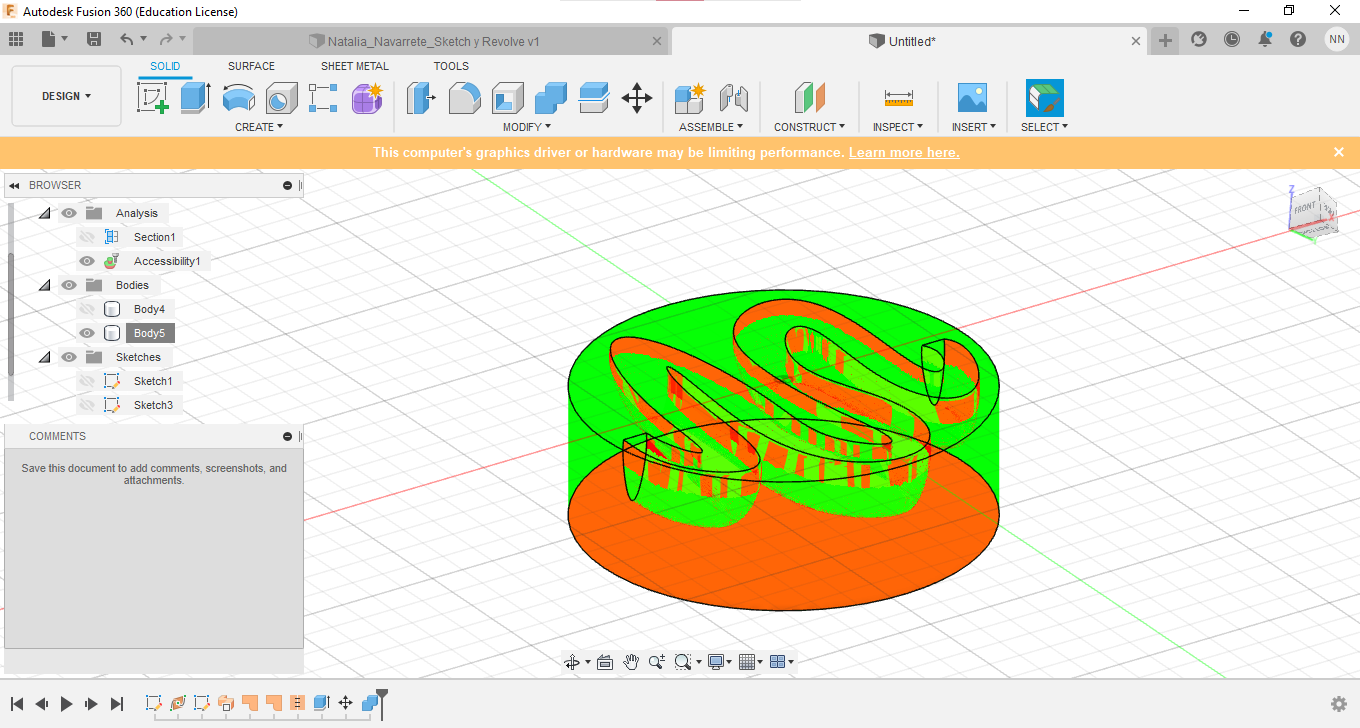 Autodesk Fusion 360 (Education License)
Natalia_Navarrete_Sketch y Revolve v1
Untitled*
NN
SOLID
SURFACE
SHEET METAL
TOOLS
DESIGN
CREATE
MODIFY
ASSEMBLE
CONSTRUCT
INSPECT
INSERT
SELECT
This computer's graphics driver or hardware may be limiting performance. Learn more here.
BROWSER
Analysis
Section1
Accessibility1
Bodies
Body4
Body5
Sketches
Sketch1
Sketch3
COMMENTS
Save this document to add comments, screenshots, and
attachments.
Z
FRONT
X